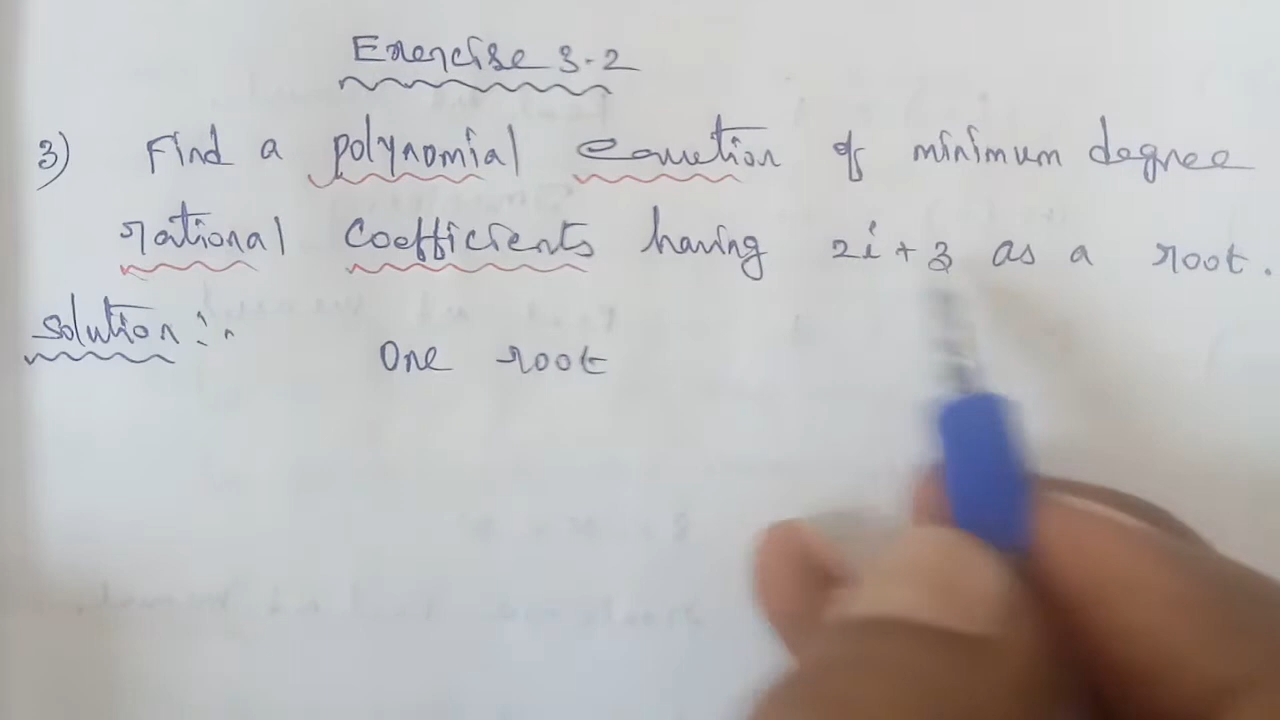 Exercise 3.2
3) Find a polynomial equation of minimum degree
rational coefficients having 2i+3 as a root.
solution :-
One root